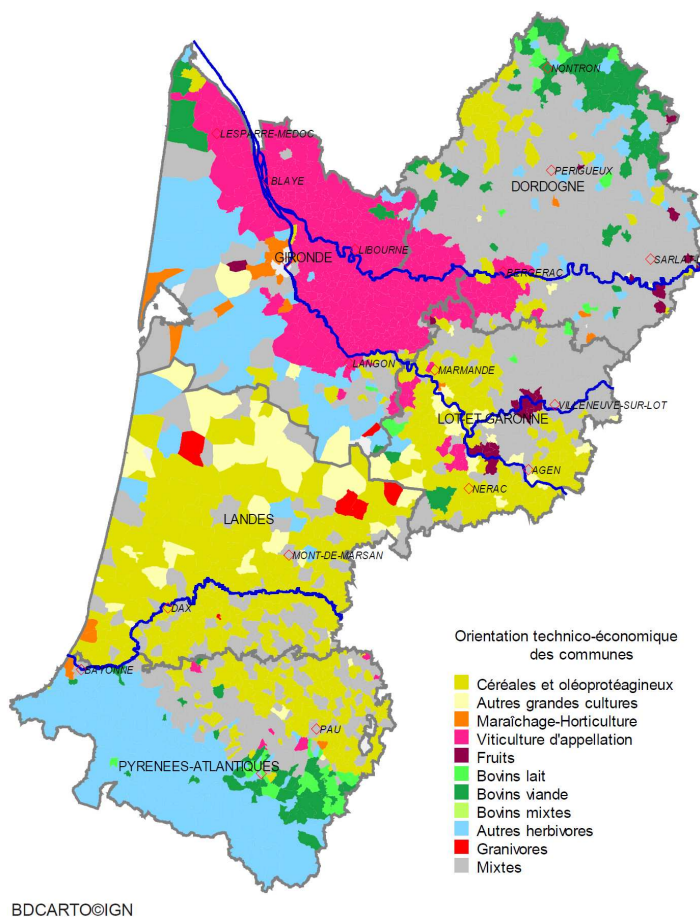 NONTRON
LESPARRE-MEDOC
PERIGUEUX
BLAYE
DORDOGNE
LIBOURNE
GIRONDE
BERGERAC
LANGON
MARMANDE
VILLENEUVE-SUR-LOT
LOT-ET-GARONNE
AGEN
NERAC
LANDES
MONT-DE-MARSAN
DAX
BAYONNE
PAU
PYRENEES-ATLANTIQUES
Orientation technico-économique
des communes
Céréales et oléoprotéagineux
Autres grandes cultures
Maraîchage-Horticulture
Viticulture d'appellation
Fruits
Bovins lait
Bovins viande
Bovins mixtes
Autres herbivores
Granivores
Mixtes
BDCARTO©IGN